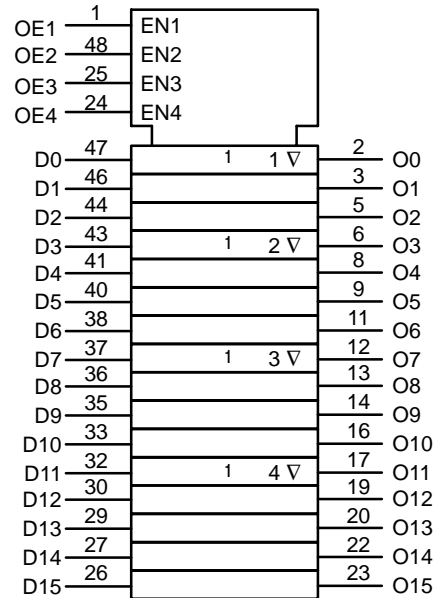 OE1 1 EN1
OE2 48 EN2
OE3 25 EN3
OE4 24 EN4
D0 47 1 1 ∇ 2 O0
D1 46 3 O1
D2 44 5 O2
D3 43 1 2 ∇ 6 O3
D4 41 8 O4
D5 40 9 O5
D6 38 11 O6
D7 37 1 3 ∇ 12 O7
D8 36 13 O8
D9 35 14 O9
D10 33 16 O10
D11 32 1 4 ∇ 17 O11
D12 30 19 O12
D13 29 20 O13
D14 27 22 O14
D15 26 23 O15